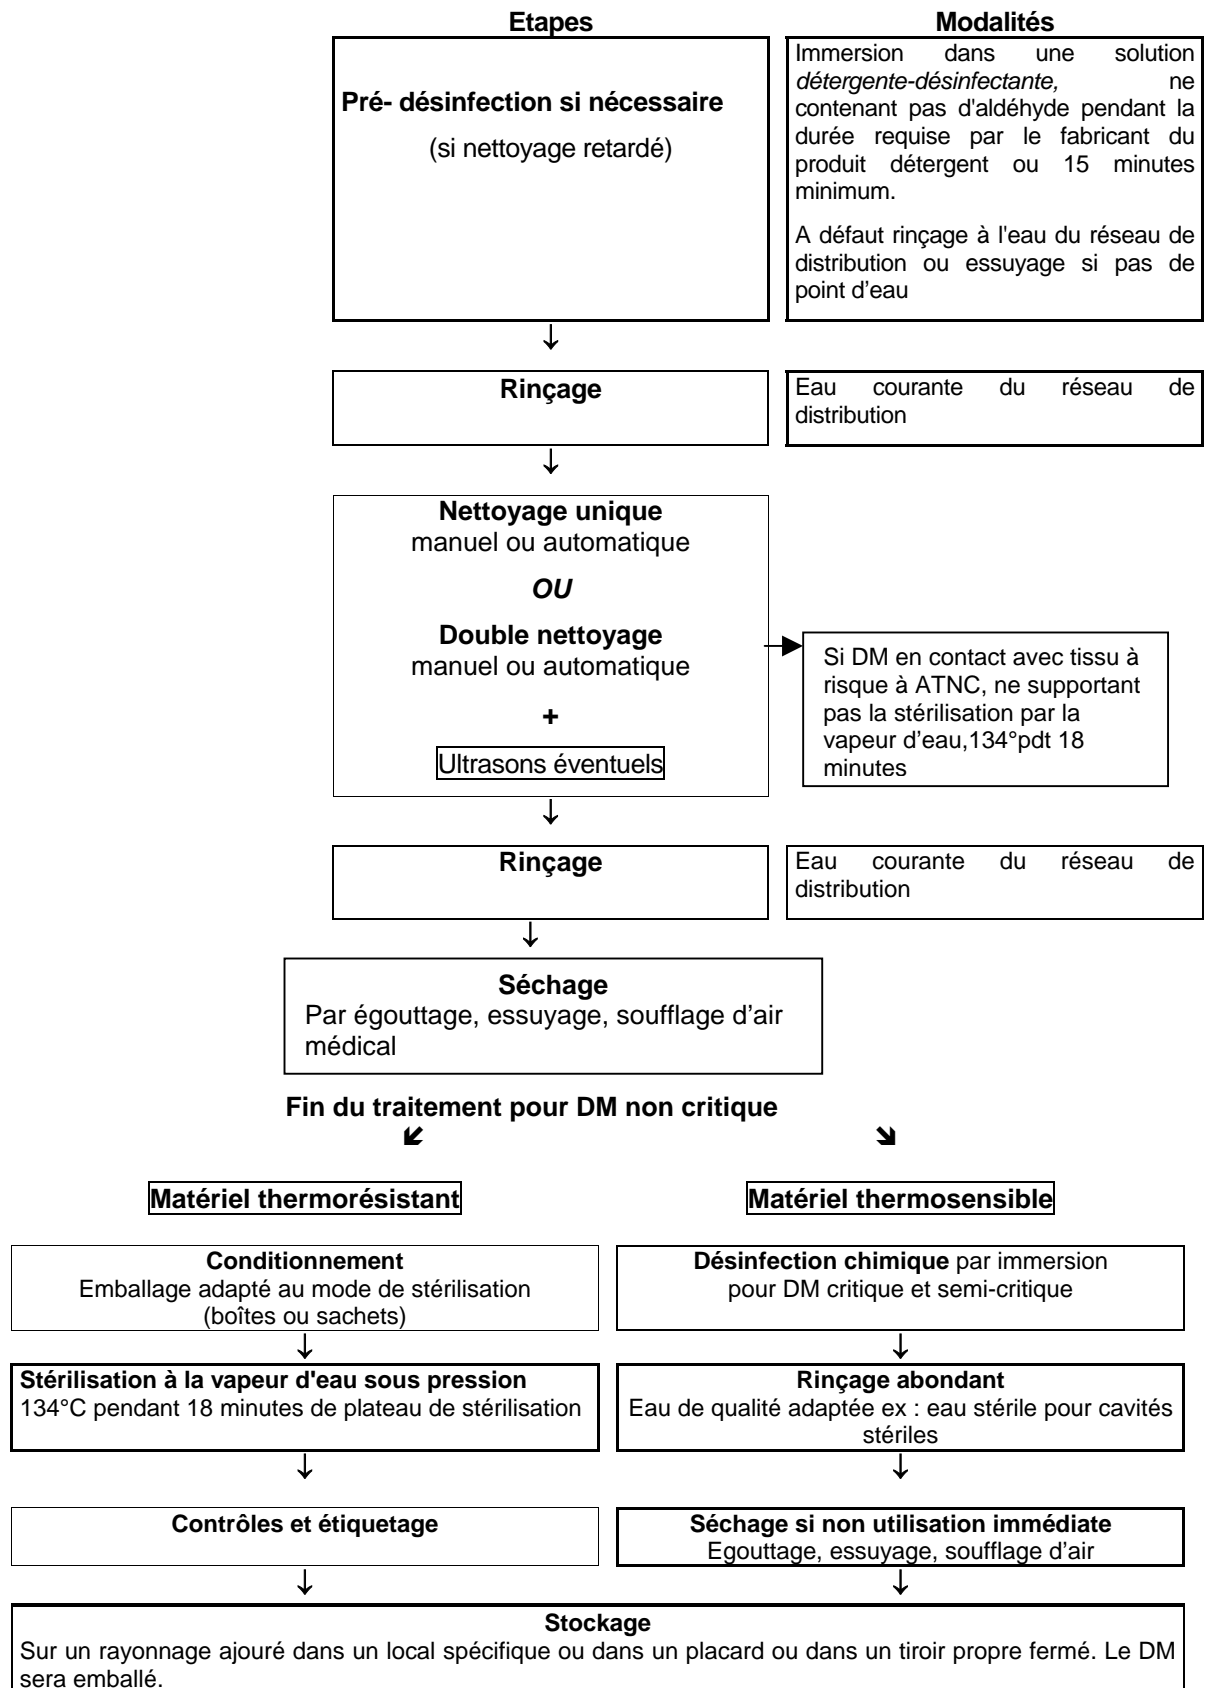 Etapes
Modalités
Pré- désinfection si nécessaire
(si nettoyage retardé)
Immersion dans une solution
détergente-désinfectante, ne
contenant pas d'aldéhyde pendant la
durée requise par le fabricant du
produit détergent ou 15 minutes
minimum.
A défaut rinçage à l'eau du réseau de
distribution ou essuyage si pas de
point d’eau
↓
Rinçage
Eau courante du réseau de
distribution
↓
Nettoyage unique
manuel ou automatique
OU
Double nettoyage
manuel ou automatique
+
Ultrasons éventuels
Si DM en contact avec tissu à
risque à ATNC, ne supportant
pas la stérilisation par la
vapeur d’eau,134°pdt 18
minutes
↓
Rinçage
Eau courante du réseau de
distribution
↓
Séchage
Par égouttage, essuyage, soufflage d’air
médical
Fin du traitement pour DM non critique
Matériel thermorésistant
Matériel thermosensible
Conditionnement
Emballage adapté au mode de stérilisation
(boîtes ou sachets)
Désinfection chimique par immersion
pour DM critique et semi-critique
↓
↓
Stérilisation à la vapeur d'eau sous pression
134°C pendant 18 minutes de plateau de stérilisation
Rinçage abondant
Eau de qualité adaptée ex : eau stérile pour cavités
stériles
↓
↓
Contrôles et étiquetage
Séchage si non utilisation immédiate
Egouttage, essuyage, soufflage d’air
↓
↓
Stockage
Sur un rayonnage ajouré dans un local spécifique ou dans un placard ou dans un tiroir propre fermé. Le DM
sera emballé.